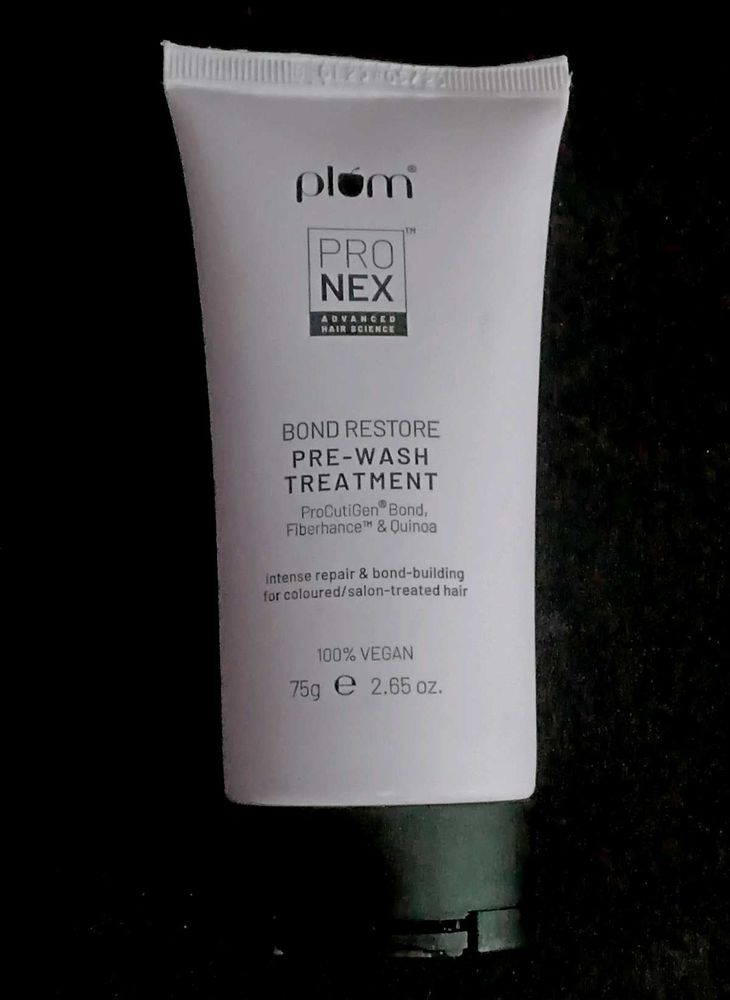 plum®
PRO™
NEX
ADVANCED
HAIR SCIENCE
BOND RESTORE
PRE-WASH
TREATMENT
ProCutiGen® Bond,
Fiberhance™ & Quinoa
intense repair & bond-building
for coloured/salon-treated hair
100% VEGAN
75g e 2.65 oz.